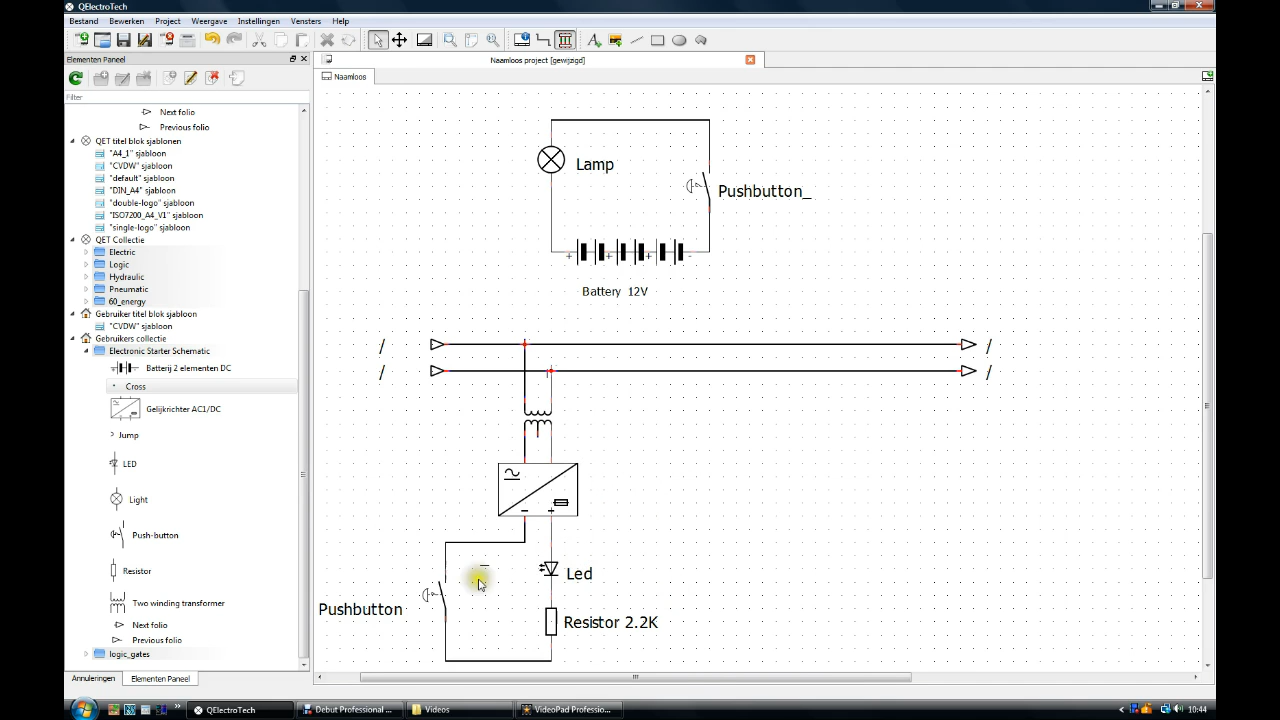 QElectroTech
Bestand Bewerken Project Weergave Instellingen Vensters Help
Elementen Paneel
Naamloos project [gewijzigd]
Naamloos
Filter
Next folio
Previous folio
QET titel blok sjablonen
"A4_1" sjabloon
"CVDW" sjabloon
"default" sjabloon
"DIN_A4" sjabloon
"double-logo" sjabloon
"ISO7200_A4_V1" sjabloon
"single-logo" sjabloon
QET Collectie
Electric
Logic
Hydraulic
Pneumatic
60_energy
Gebruiker titel blok sjabloon
"CVDW" sjabloon
Gebruikers collectie
Electronic Starter Schematic
Batterij 2 elementen DC
Cross
Gelijkrichter AC1/DC
Jump
LED
Light
Push-button
Resistor
Two winding transformer
Next folio
Previous folio
logic_gates
Annuleringen Elementen Paneel
Lamp
Pushbutton_
+ + + -
Battery 12V
/ /
/ /
- +
Led
Pushbutton
Resistor 2.2K
QElectroTech Debut Professional ... Videos VideoPad Professio... 10:44